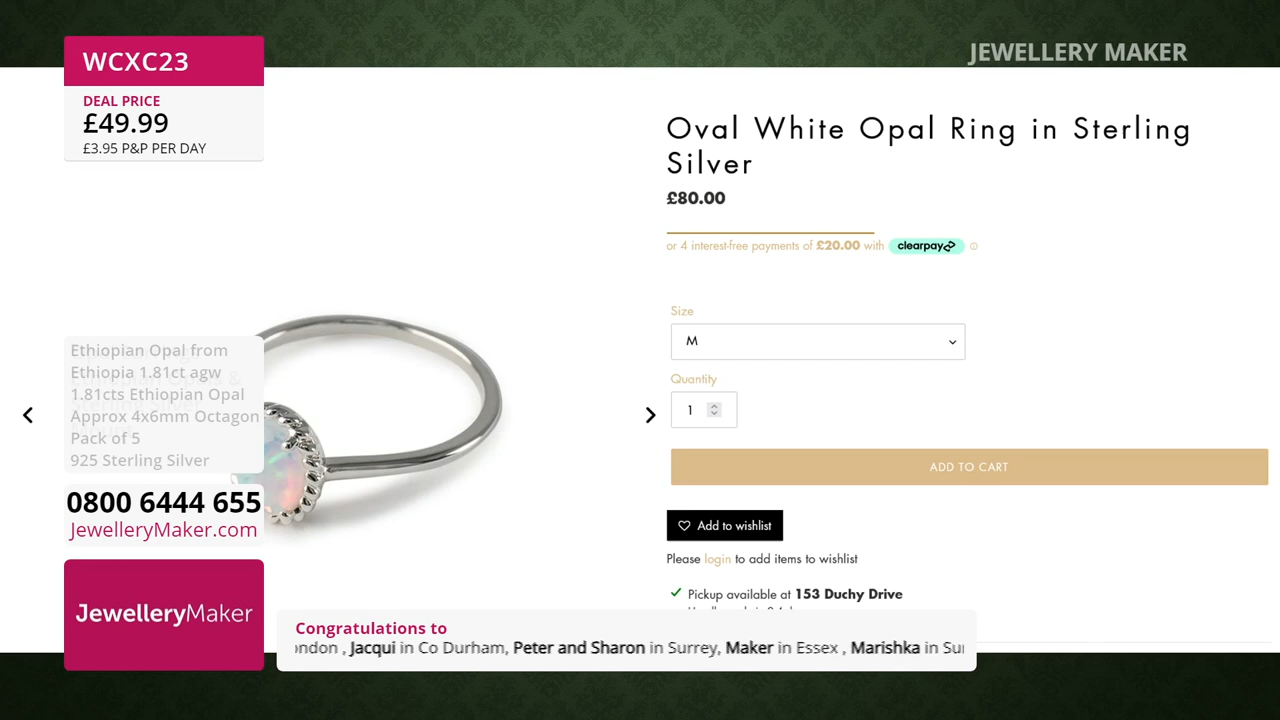 WCXC23
DEAL PRICE
£49.99
£3.95 P&P PER DAY
JEWELLERY MAKER
Oval White Opal Ring in Sterling
Silver
£80.00
or 4 interest-free payments of £20.00 with clearpay
Size
M
Quantity
1
ADD TO CART
Add to wishlist
Please login to add items to wishlist
Pickup available at 153 Duchy Drive
Ethiopian Opal from
Ethiopia 1.81ct agw
1.81cts Ethiopian Opal
Approx 4x6mm Octagon
Pack of 5
925 Sterling Silver
0800 6444 655
JewelleryMaker.com
JewelleryMaker
Congratulations to
, Jacqui in Co Durham, Peter and Sharon in Surrey, Maker in Essex , Marishka in